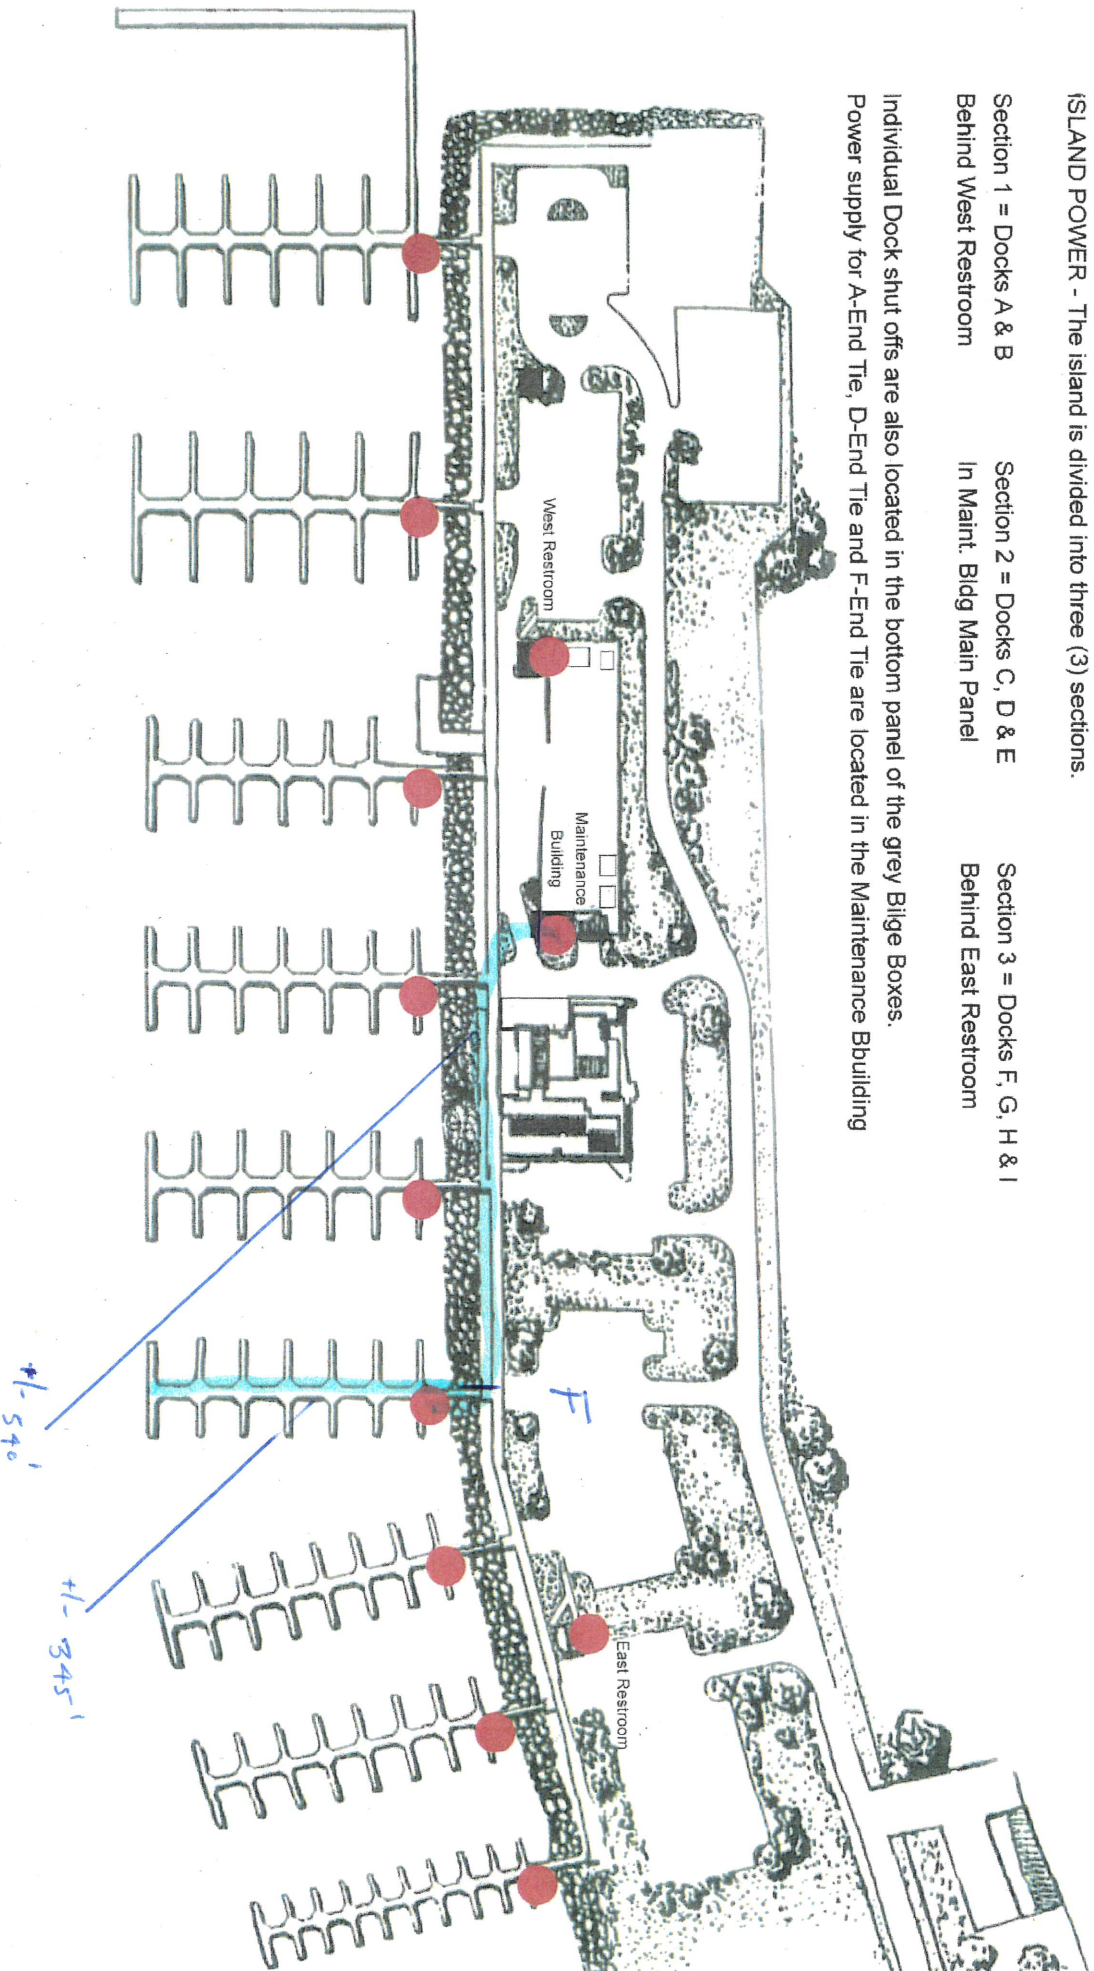 ISLAND POWER - The island is divided into three (3) sections.
Section 1 = Docks A & B
Behind West Restroom
Section 2 = Docks C, D & E
In Maint. Bldg Main Panel
Section 3 = Docks F, G, H & I
Behind East Restroom
Individual Dock shut offs are also located in the bottom panel of the grey Bilge Boxes.
Power supply for A-End Tie, D-End Tie and F-End Tie are located in the Maintenance Bbuilding
West Restroom
Maintenance
Building
East Restroom
F
+/- 540'
+/- 345'